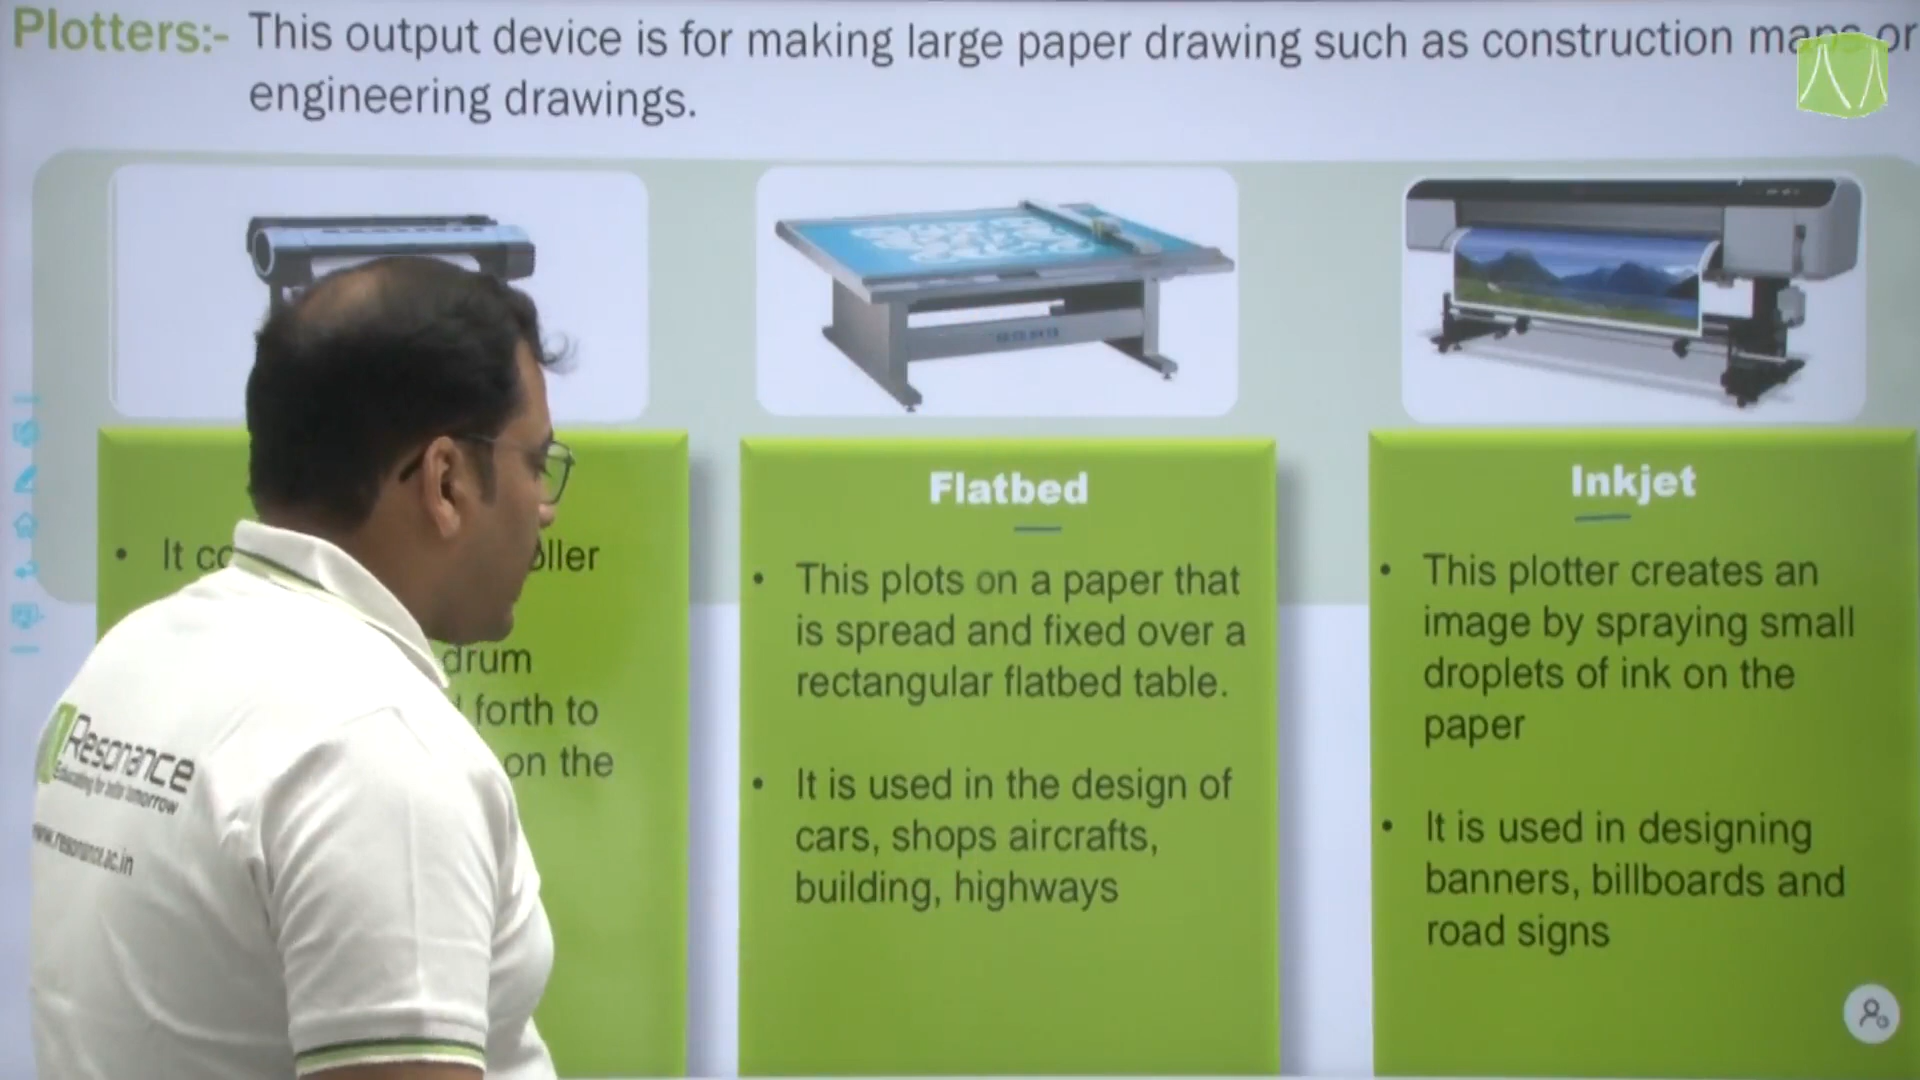 Plotters:- This output device is for making large paper drawing such as construction maps or
engineering drawings.
It
oller
drum
forth to
on the
Flatbed
This plots on a paper that
is spread and fixed over a
rectangular flatbed table.
It is used in the design of
cars, shops aircrafts,
building, highways
Inkjet
This plotter creates an
image by spraying small
droplets of ink on the
paper
It is used in designing
banners, billboards and
road signs
Resonance
Educating for better tomorrow
www.resonance.ac.in